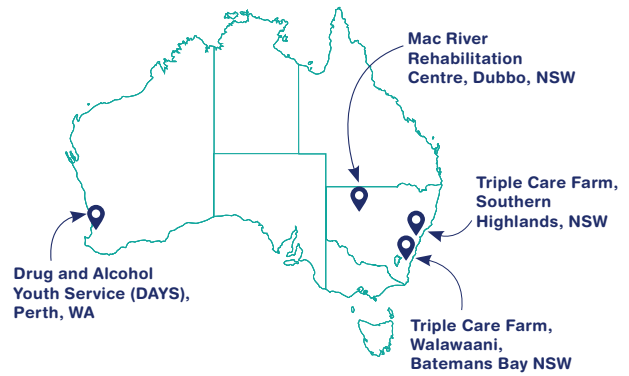 Mac River
Rehabilitation
Centre, Dubbo, NSW
Triple Care Farm,
Southern
Highlands, NSW
Drug and Alcohol
Youth Service (DAYS),
Perth, WA
Triple Care Farm,
Walawaani,
Batemans Bay NSW